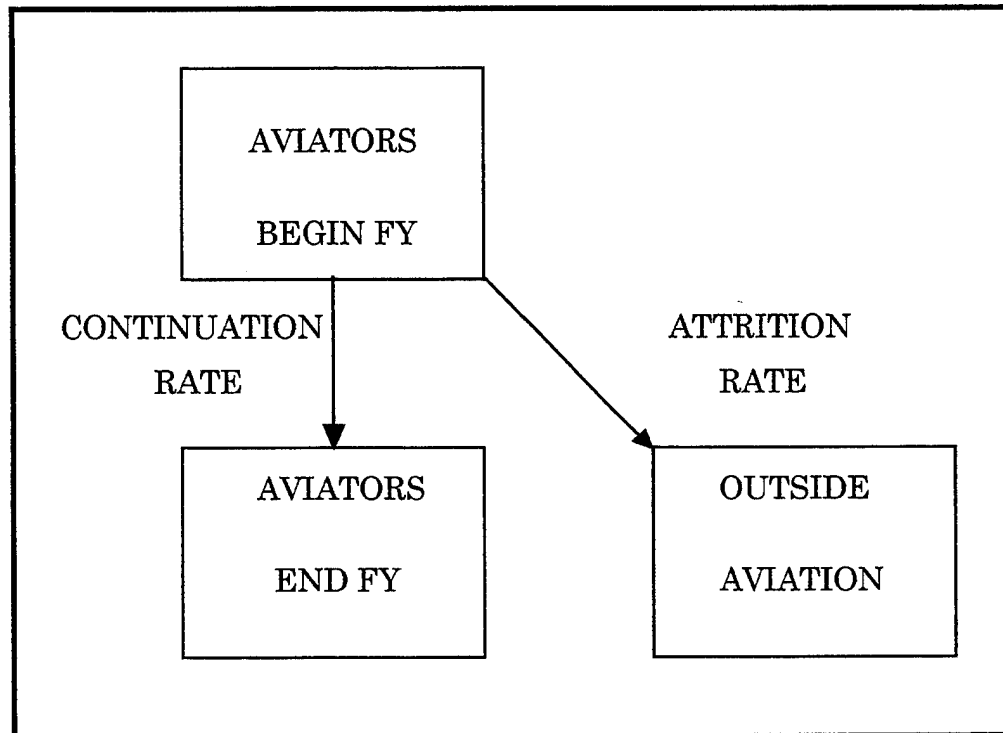 AVIATORS
BEGIN FY
CONTINUATION
RATE
ATTRITION
RATE
AVIATORS
END FY
OUTSIDE
AVIATION